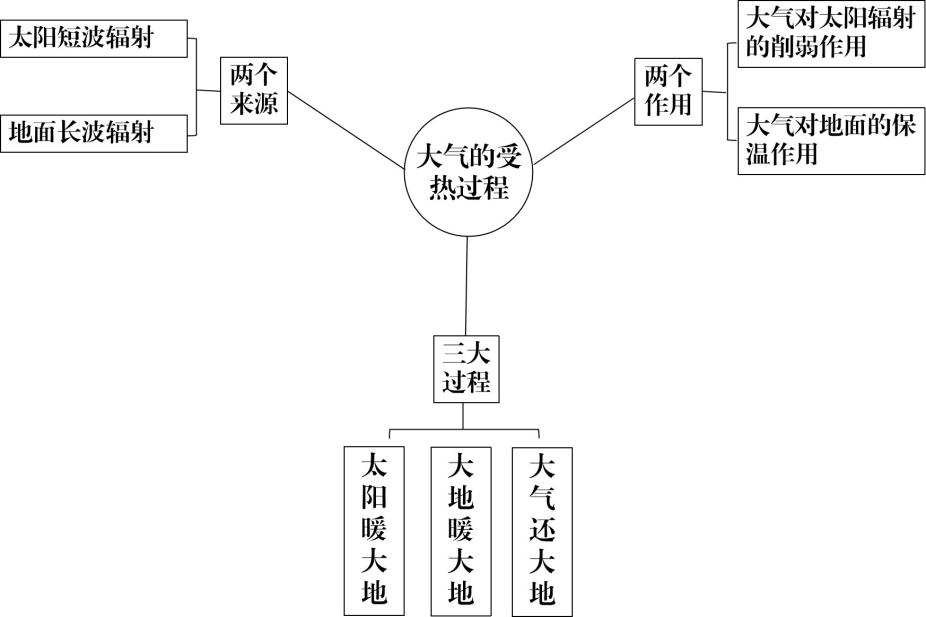 太阳短波辐射
地面长波辐射
两个
来源
大气的受
热过程
两个
作用
大气对太阳辐射
的削弱作用
大气对地面的保
温作用
三大
过程
太阳暖大地
大地暖大地
大气还大地